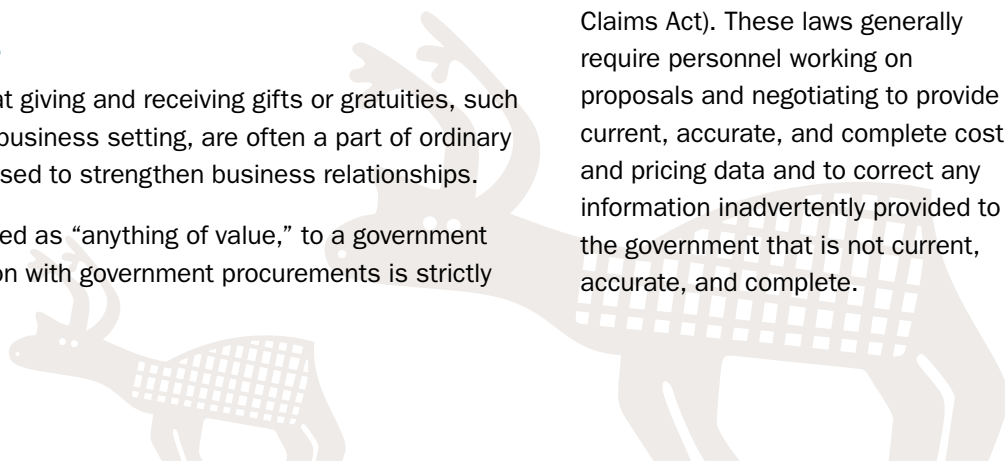 at giving and receiving gifts or gratuities, such
business setting, are often a part of ordinary
sed to strengthen business relationships.
ed as “anything of value,” to a government
on with government procurements is strictly
Claims Act). These laws generally
require personnel working on
proposals and negotiating to provide
current, accurate, and complete cost
and pricing data and to correct any
information inadvertently provided to
the government that is not current,
accurate, and complete.